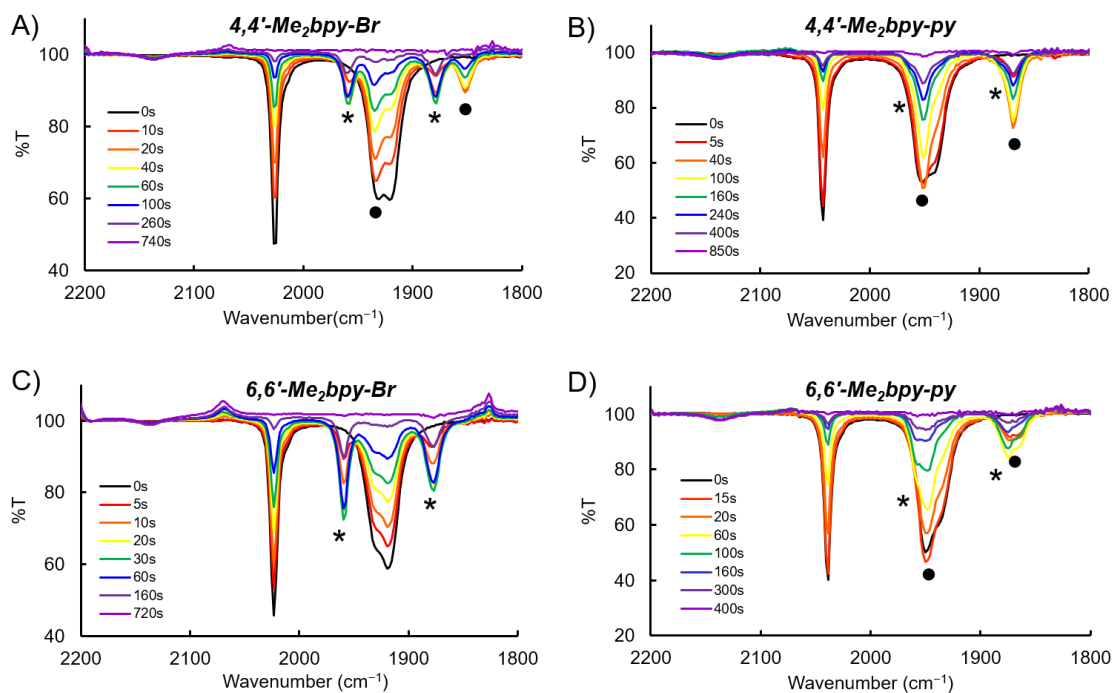 A)
4,4'-Me₂bpy-Br
%T
100
80
60
40
0s
10s
20s
40s
60s
100s
260s
740s
*
*
●
●
2200
2100
2000
1900
1800
Wavenumber(cm⁻¹)
B)
4,4'-Me₂bpy-py
%T
100
80
60
40
20
0s
5s
40s
100s
160s
240s
400s
850s
*
*
●
●
2200
2100
2000
1900
1800
Wavenumber (cm⁻¹)
C)
6,6'-Me₂bpy-Br
%T
100
80
60
40
0s
5s
10s
20s
30s
60s
160s
720s
*
*
2200
2100
2000
1900
1800
Wavenumber (cm⁻¹)
D)
6,6'-Me₂bpy-py
%T
100
80
60
40
20
0s
15s
20s
60s
100s
160s
300s
400s
*
*
●
●
2200
2100
2000
1900
1800
Wavenumber (cm⁻¹)